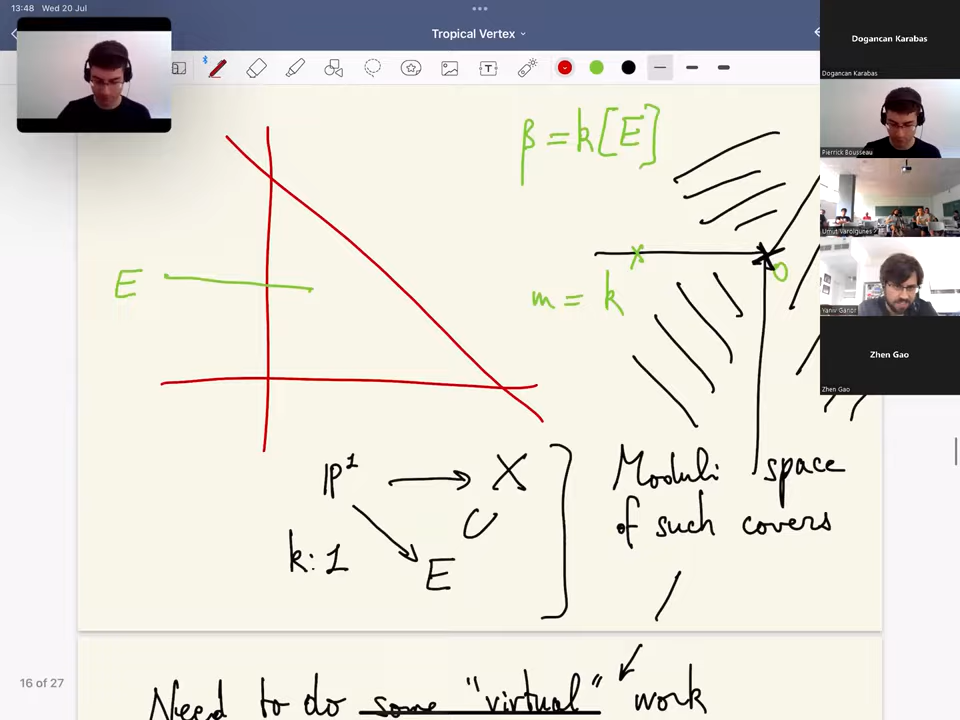 13:48 Wed 20 Jul
Tropical Vertex
Dogancan Karabas
Dogancan Karabas
Pierrick Bousseau
Umut Varolgunes
Yaniv Ganor
Zhen Gao
Zhen Gao
β = k[E]
E
0
m = k
P¹ → X
k:1
E
Moduli space
of such covers
16 of 27
Need to do some "virtual" work